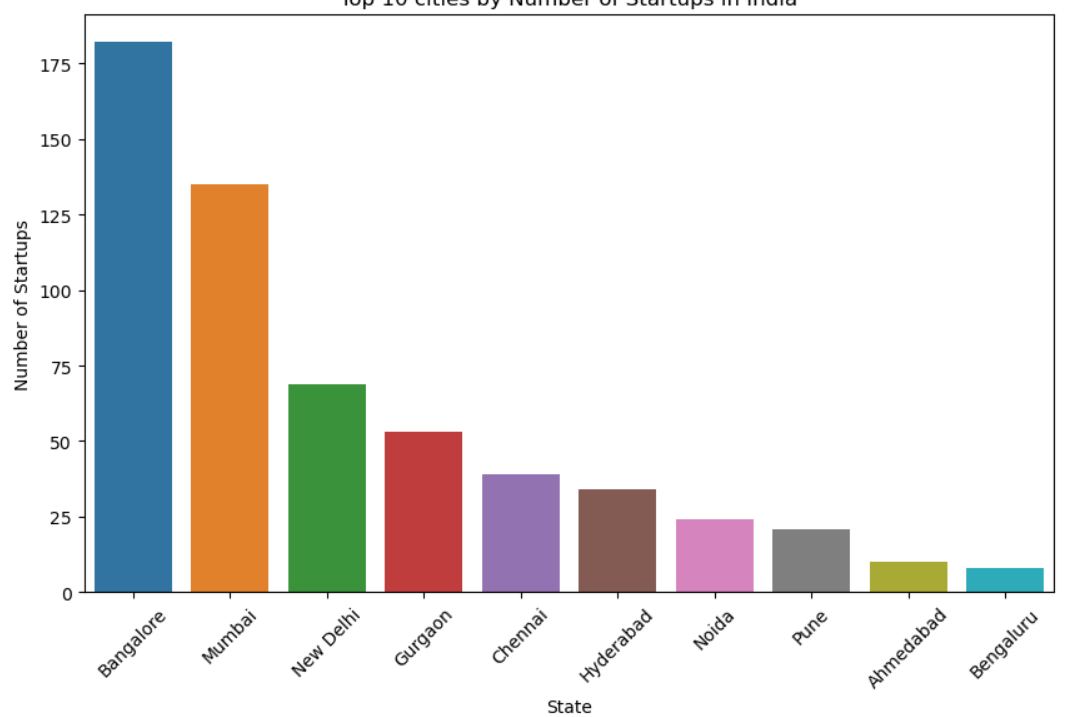 Top 10 cities by Number of Startups in India
Number of Startups
175
150
125
100
75
50
25
0
Bangalore
Mumbai
New Delhi
Gurgaon
Chennai
Hyderabad
Noida
Pune
Ahmedabad
Bengaluru
State